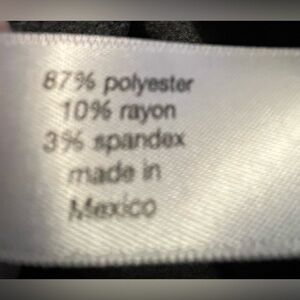 87% polyester
10% rayon
3% spandex
made in
Mexico